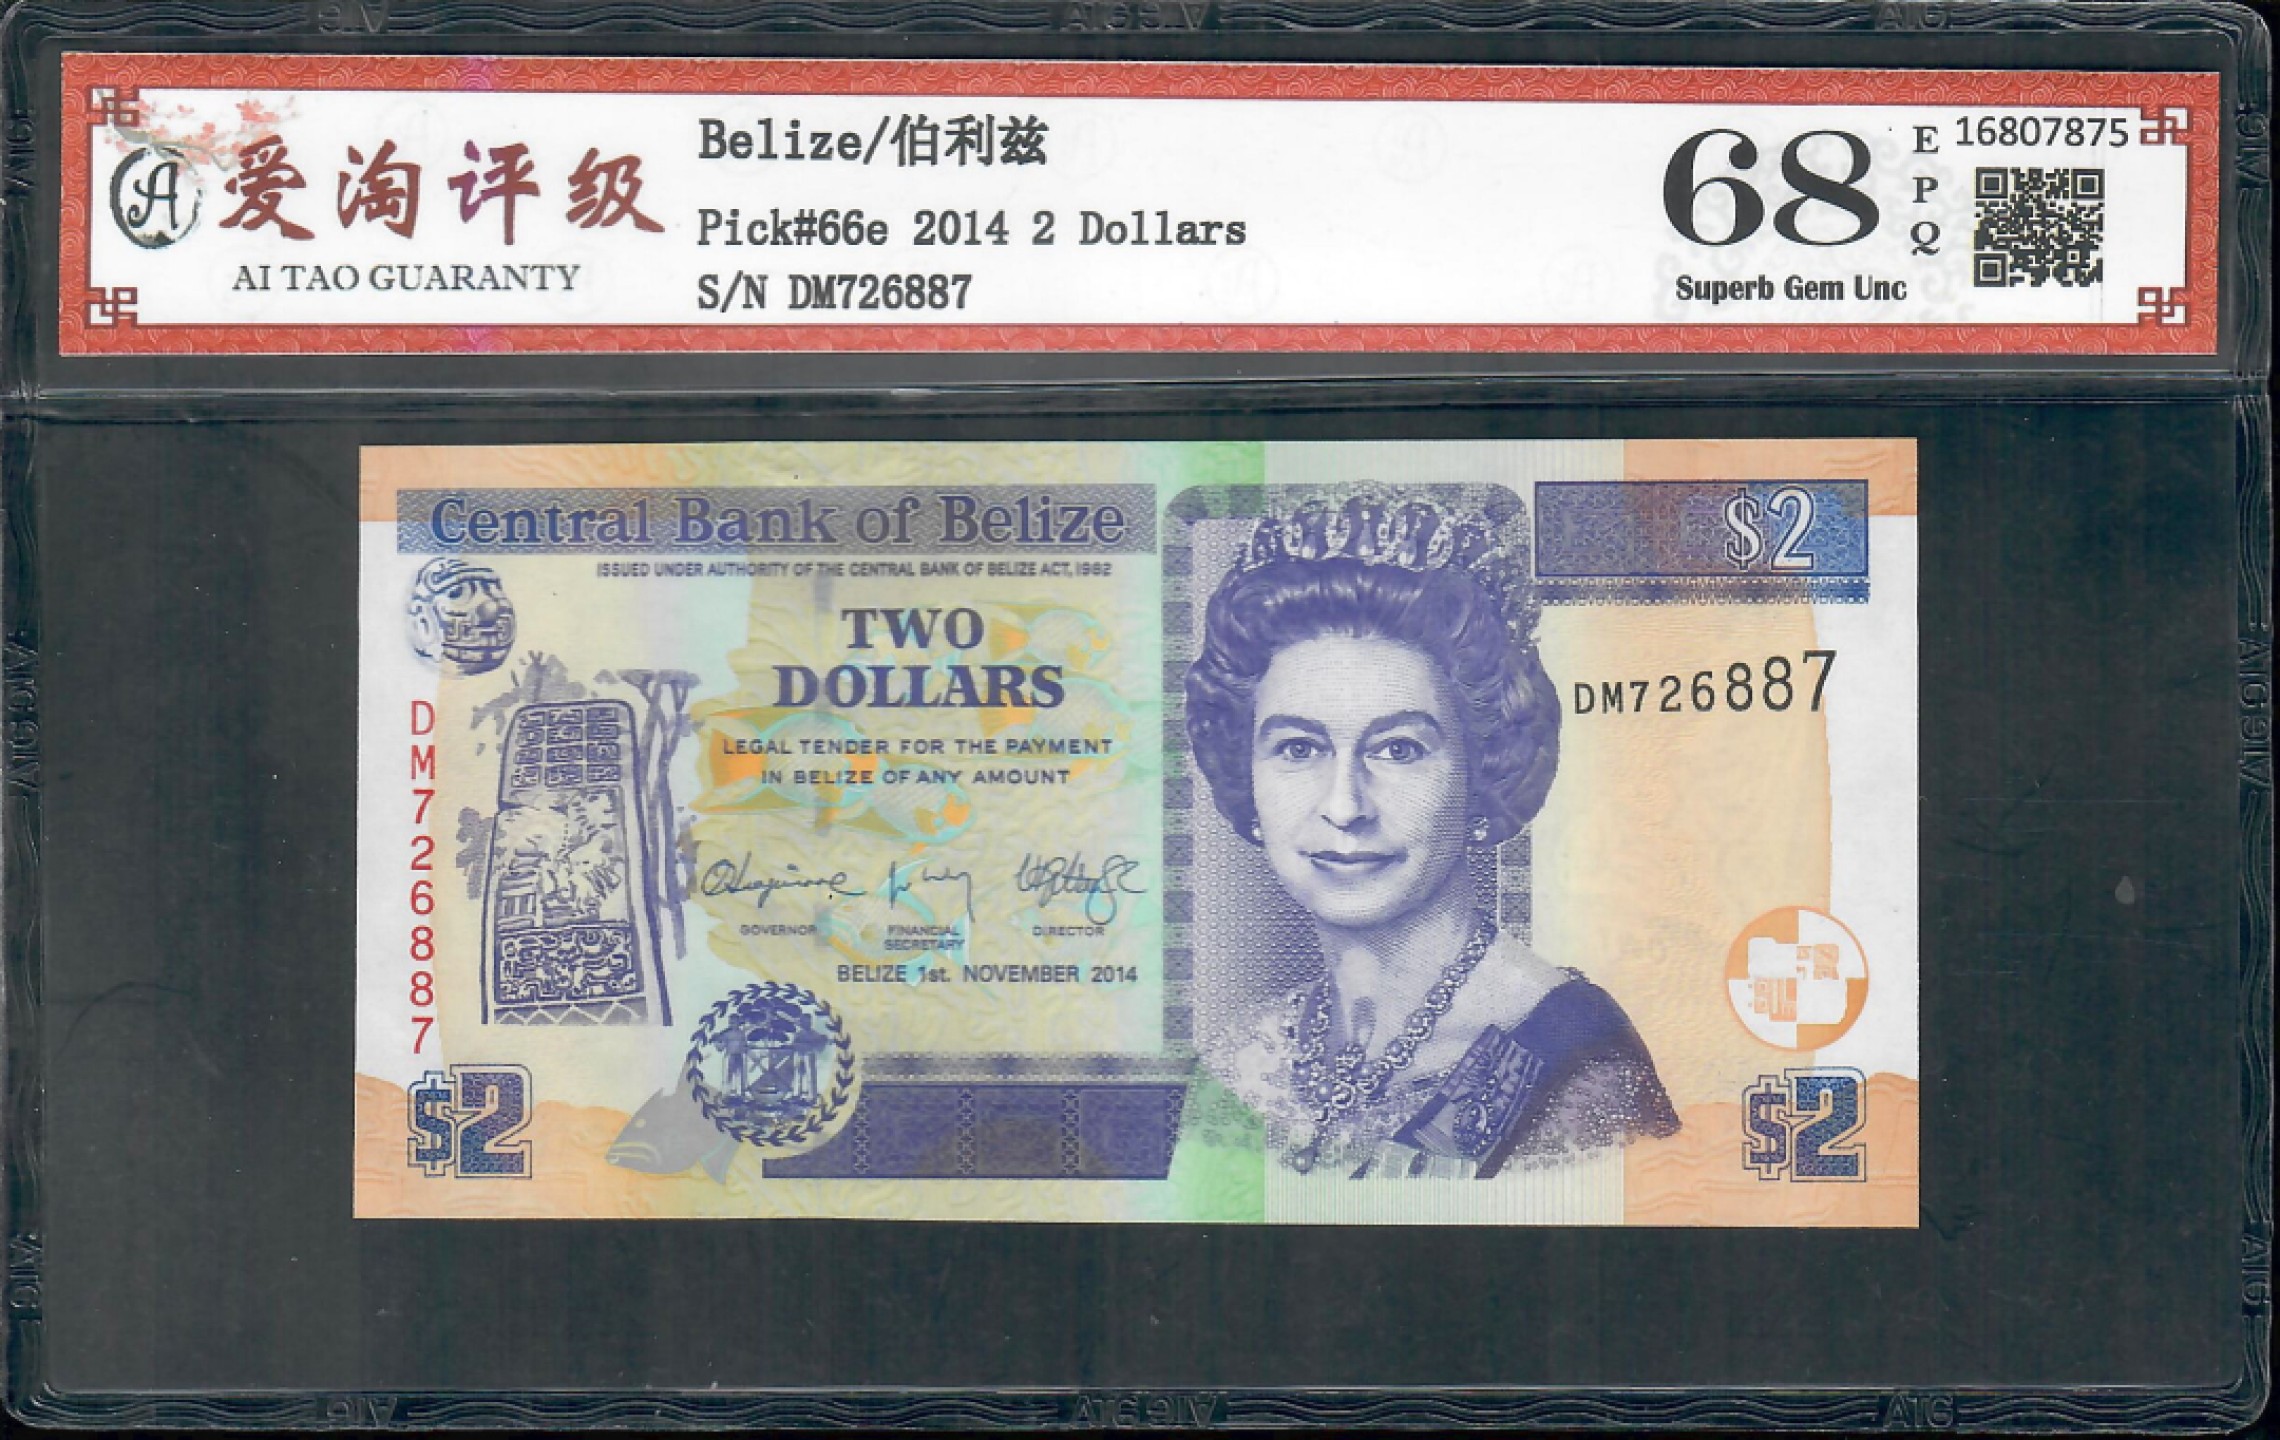 爱淘评级
AI TAO GUARANTY
Belize/伯利兹
Pick#66e 2014 2 Dollars
S/N DM726887
68
EPQ
Superb Gem Unc
16807875
Central Bank of Belize
$2
ISSUED UNDER AUTHORITY OF THE CENTRAL BANK OF BELIZE ACT, 1982
TWO
DOLLARS
DM726887
LEGAL TENDER FOR THE PAYMENT
IN BELIZE OF ANY AMOUNT
DM726887
GOVERNOR
FINANCIAL
SECRETARY
DIRECTOR
BELIZE 1st. NOVEMBER 2014
$2
$2